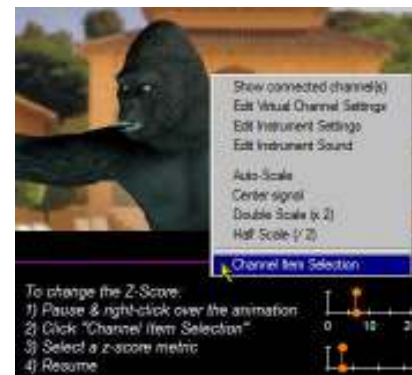 Show connected channel(s)
Edit Virtual Channel Settings
Edit Instrument Settings
Edit Instrument Sound
Auto-Scale
Center signal
Double Scale (x 2)
Half Scale (/ 2)
Channel Item Selection
To change the Z-Score:
1) Pause & right-click over the animation
2) Click "Channel Item Selection"
3) Select a z-score metric
4) Resume
0 10